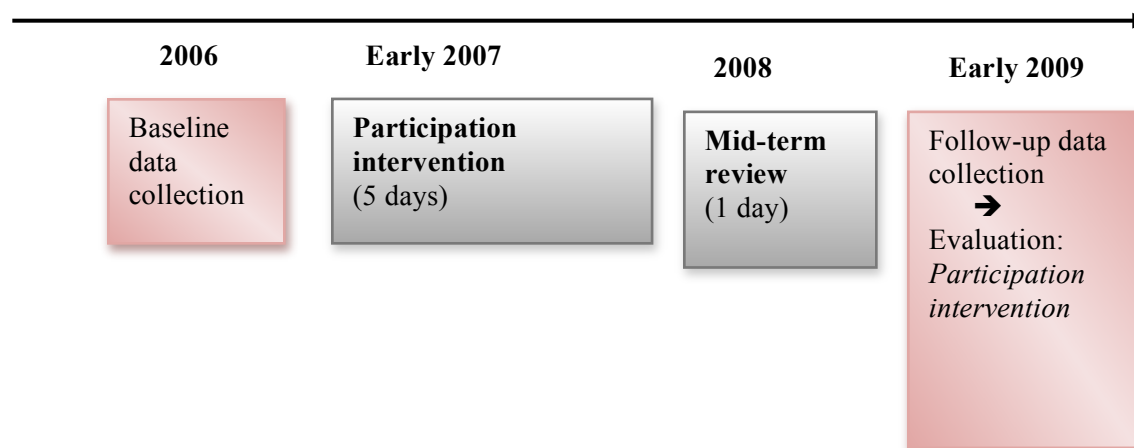 2006
Early 2007
2008
Early 2009
Baseline
data
collection
Participation
intervention
(5 days)
Mid-term
review
(1 day)
Follow-up data
collection
➔
Evaluation:
Participation
intervention